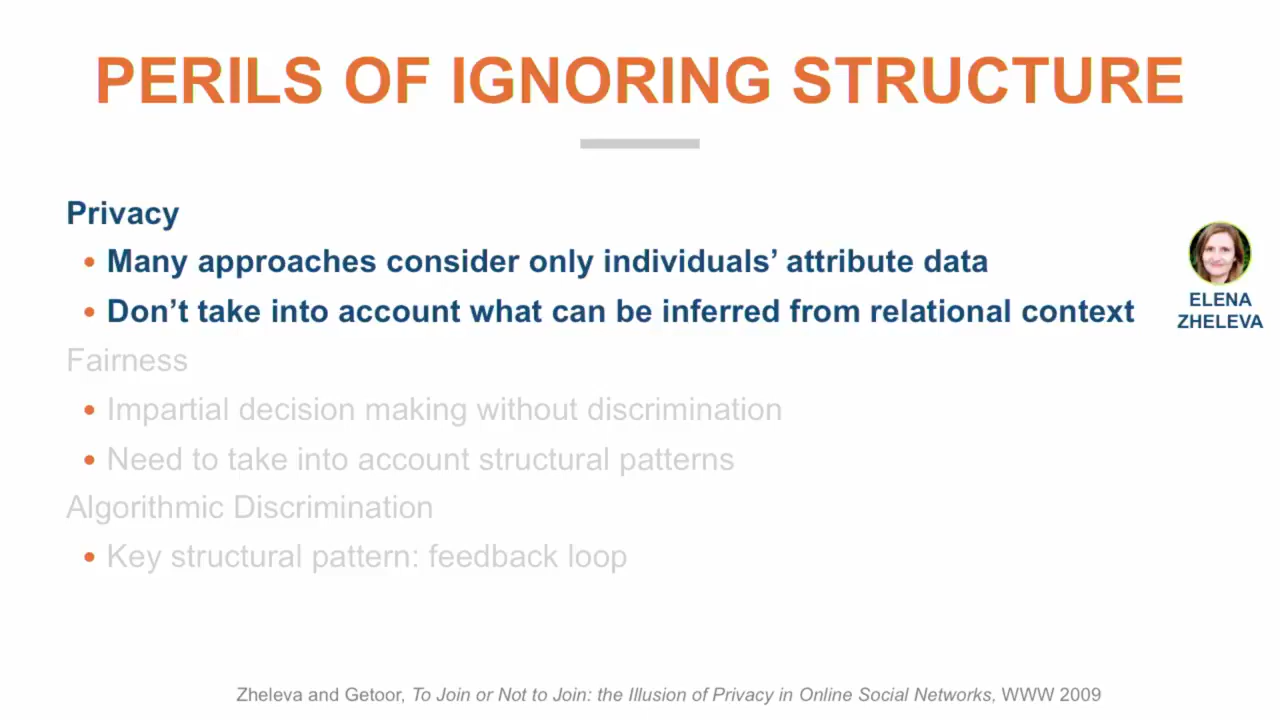 PERILS OF IGNORING STRUCTURE
Privacy
• Many approaches consider only individuals’ attribute data
• Don’t take into account what can be inferred from relational context
ELENA
ZHELEVA
Fairness
• Impartial decision making without discrimination
• Need to take into account structural patterns
Algorithmic Discrimination
• Key structural pattern: feedback loop
Zheleva and Getoor, To Join or Not to Join: the Illusion of Privacy in Online Social Networks, WWW 2009